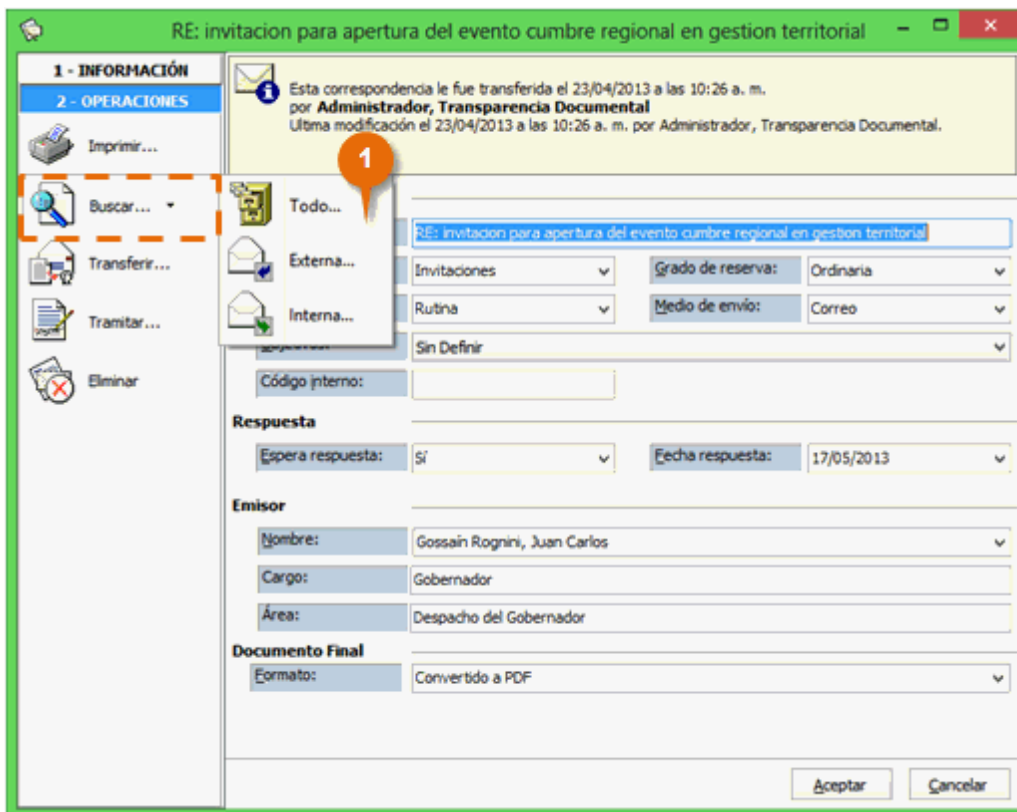 RE: invitacion para apertura del evento cumbre regional en gestion territorial
1 - INFORMACIÓN
2 - OPERACIONES
Imprimir...
Buscar...
Transferir...
Tramitar...
Eliminar
Esta correspondencia le fue transferida el 23/04/2013 a las 10:26 a. m.
por Administrador, Transparencia Documental
Ultima modificación el 23/04/2013 a las 10:26 a. m. por Administrador, Transparencia Documental.
1
Todo...
Externa...
Interna...
RE: invitacion para apertura del evento cumbre regional en gestion territorial
Invitaciones Grado de reserva: Ordinaria
Rutina Medio de envío: Correo
Sin Definir
Código interno:
Respuesta
Espera respuesta: Sí Fecha respuesta: 17/05/2013
Emisor
Nombre: Gossaín Rognini, Juan Carlos
Cargo: Gobernador
Área: Despacho del Gobernador
Documento Final
Formato: Convertido a PDF
Aceptar Cancelar